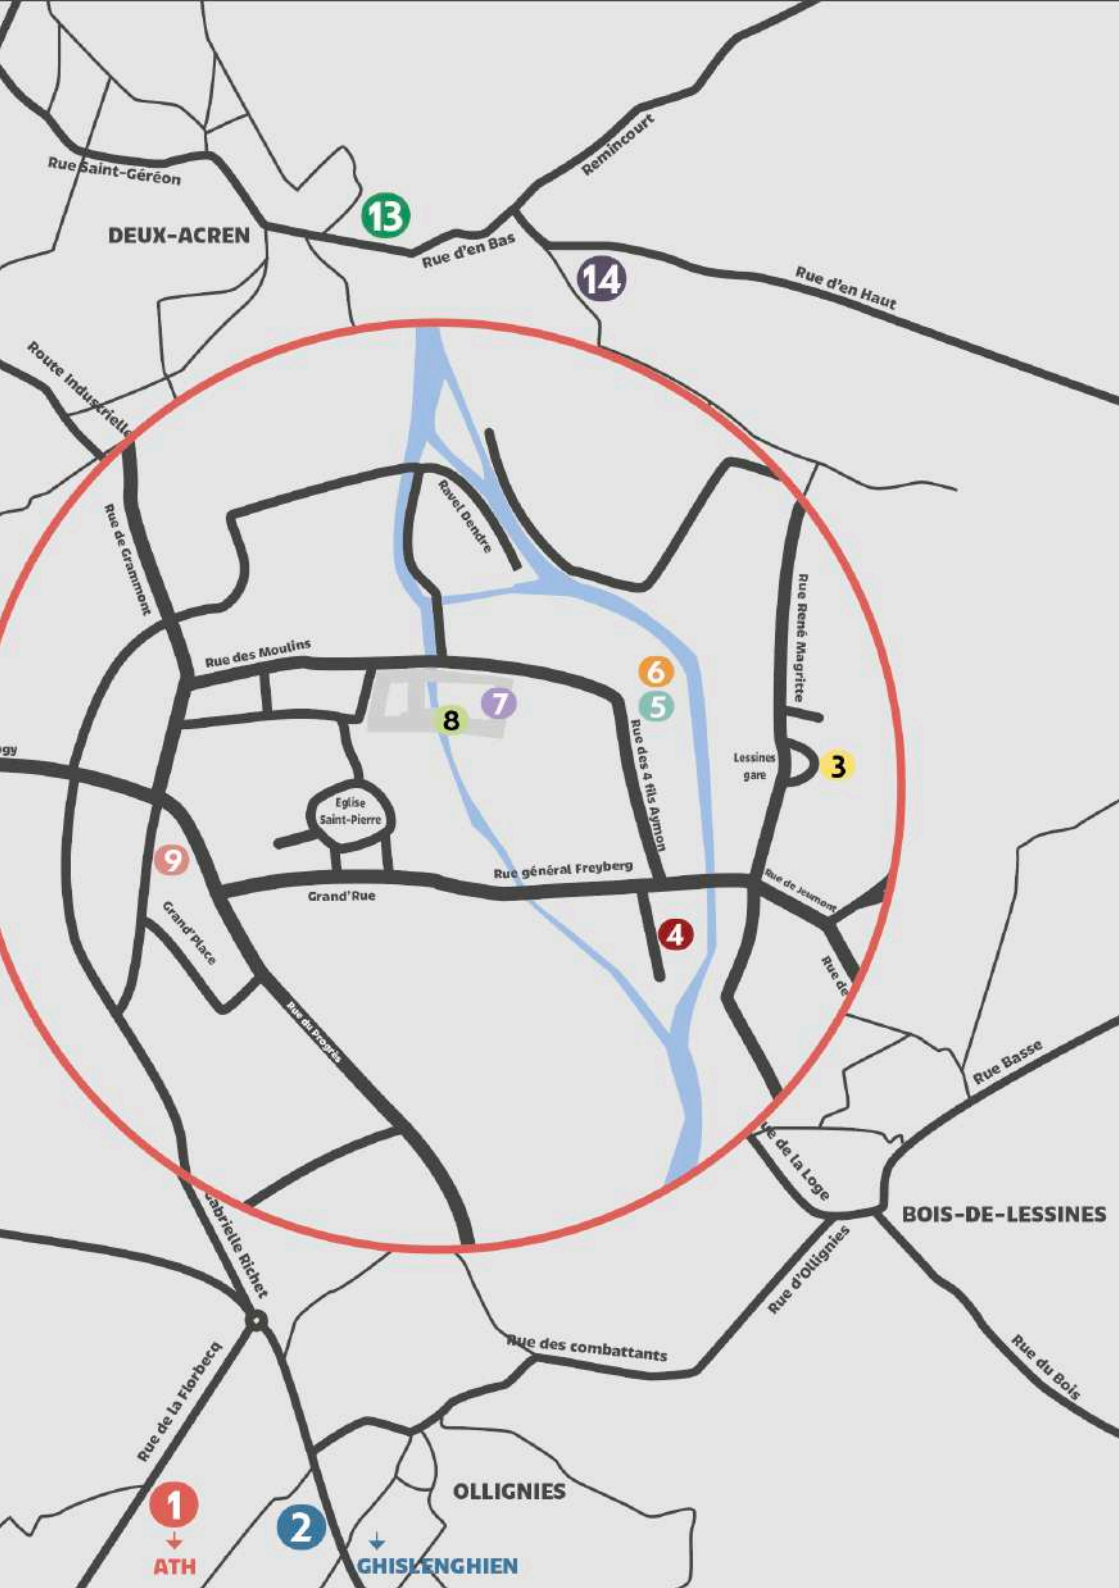 Remincourt
Rue Saint-Géréon
13
DEUX-ACREN
Rue d'en Bas
14
Rue d'en Haut
Route Industrielle
Ravel Dendre
Rue de Grammont
Rue René Magritte
Rue des Moulins
6
7
5
8
Rue des 4 fils Aymon
ogy
Lessines
gare
3
Eglise
Saint-Pierre
9
Rue général Freyberg
Rue de Jeumont
Grand'Rue
Grand'Place
4
Rue de
Rue du Progrès
Rue Basse
ue de la Loge
Gabrielle Richet
BOIS-DE-LESSINES
Rue d'Ollignies
Rue des combattants
Rue du Bois
Rue de la Florbecq
OLLIGNIES
1
2
ATH
GHISLENGHIEN